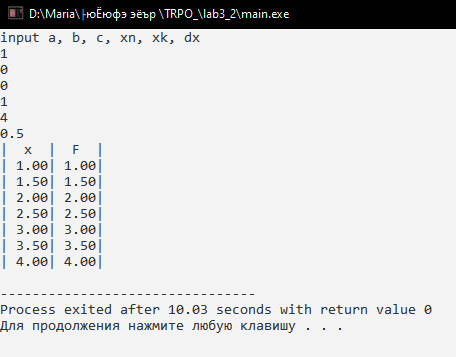 D:\Maria\╟юЁюфэ эёър \TRPO_\lab3_2\main.exe
input a, b, c, xn, xk, dx
1
0
0
1
4
0.5
|  x  |  F  |
| 1.00| 1.00|
| 1.50| 1.50|
| 2.00| 2.00|
| 2.50| 2.50|
| 3.00| 3.00|
| 3.50| 3.50|
| 4.00| 4.00|
--------------------------------
Process exited after 10.03 seconds with return value 0
Для продолжения нажмите любую клавишу . . .